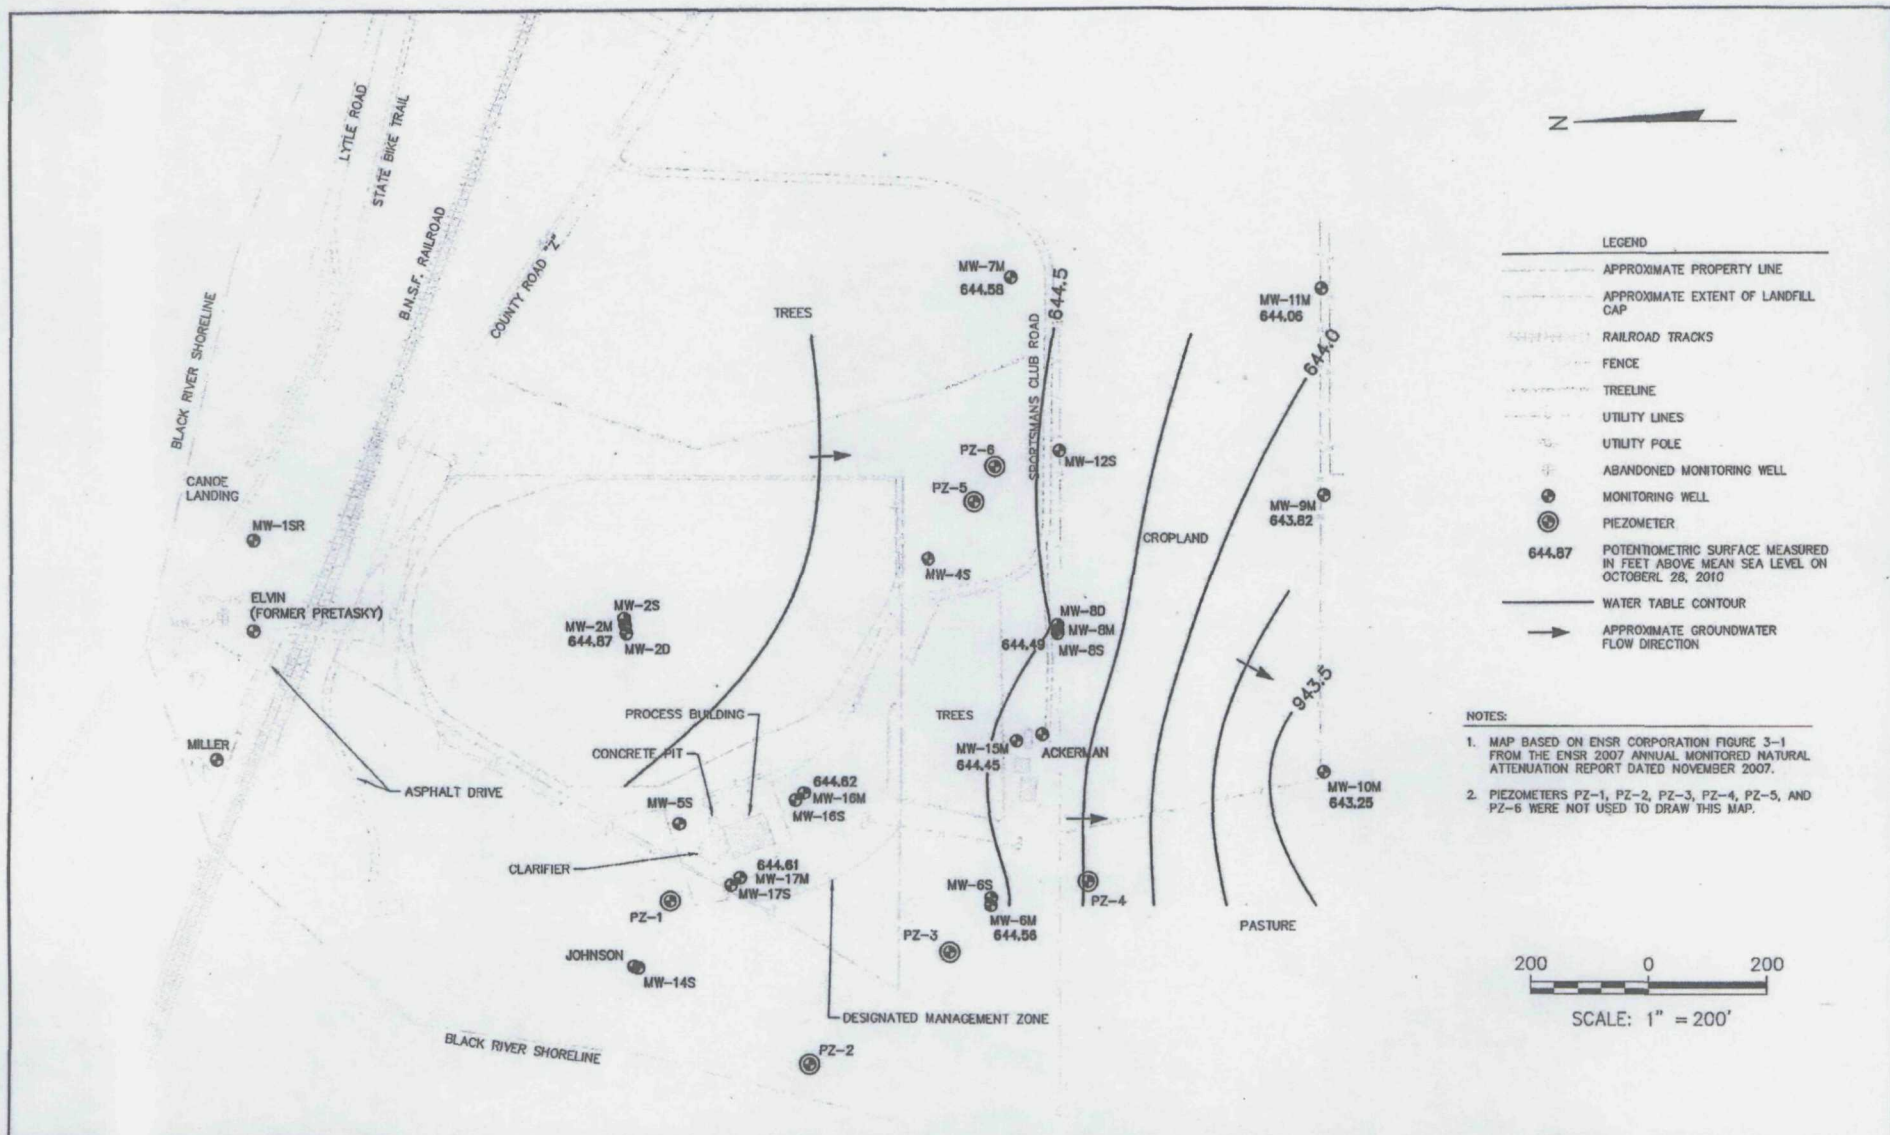 LYTLE ROAD
STATE BIKE TRAIL
B.N.S.F. RAILROAD
COUNTY ROAD "Z"
BLACK RIVER SHORELINE
CANOE
LANDING
MW-1SR
ELVIN
(FORMER PRETASKY)
MILLER
ASPHALT DRIVE
MW-2S
MW-2M
644.87
MW-2D
TREES
MW-7M
644.58
644.5
SPORTSMANS CLUB ROAD
PZ-6
PZ-5
MW-12S
MW-4S
MW-8D
MW-8M
644.49
MW-8S
PROCESS BUILDING
CONCRETE PIT
TREES
MW-15M
644.45
ACKERMAN
644.62
MW-16M
MW-16S
MW-5S
CLARIFIER
644.61
MW-17M
MW-17S
PZ-1
JOHNSON
MW-14S
MW-6S
MW-6M
644.56
PZ-3
PZ-4
DESIGNATED MANAGEMENT ZONE
PZ-2
BLACK RIVER SHORELINE
CROPLAND
MW-11M
644.06
644.0
MW-9M
643.82
943.5
MW-10M
643.25
PASTURE
N
LEGEND
APPROXIMATE PROPERTY LINE
APPROXIMATE EXTENT OF LANDFILL
CAP
RAILROAD TRACKS
FENCE
TREELINE
UTILITY LINES
UTILITY POLE
ABANDONED MONITORING WELL
MONITORING WELL
PIEZOMETER
644.87 POTENTIOMETRIC SURFACE MEASURED
IN FEET ABOVE MEAN SEA LEVEL ON
OCTOBERL 28, 2010
WATER TABLE CONTOUR
APPROXIMATE GROUNDWATER
FLOW DIRECTION
NOTES:
1. MAP BASED ON ENSR CORPORATION FIGURE 3-1
FROM THE ENSR 2007 ANNUAL MONITORED NATURAL
ATTENUATION REPORT DATED NOVEMBER 2007.
2. PIEZOMETERS PZ-1, PZ-2, PZ-3, PZ-4, PZ-5, AND
PZ-6 WERE NOT USED TO DRAW THIS MAP.
200 0 200
SCALE: 1" = 200'